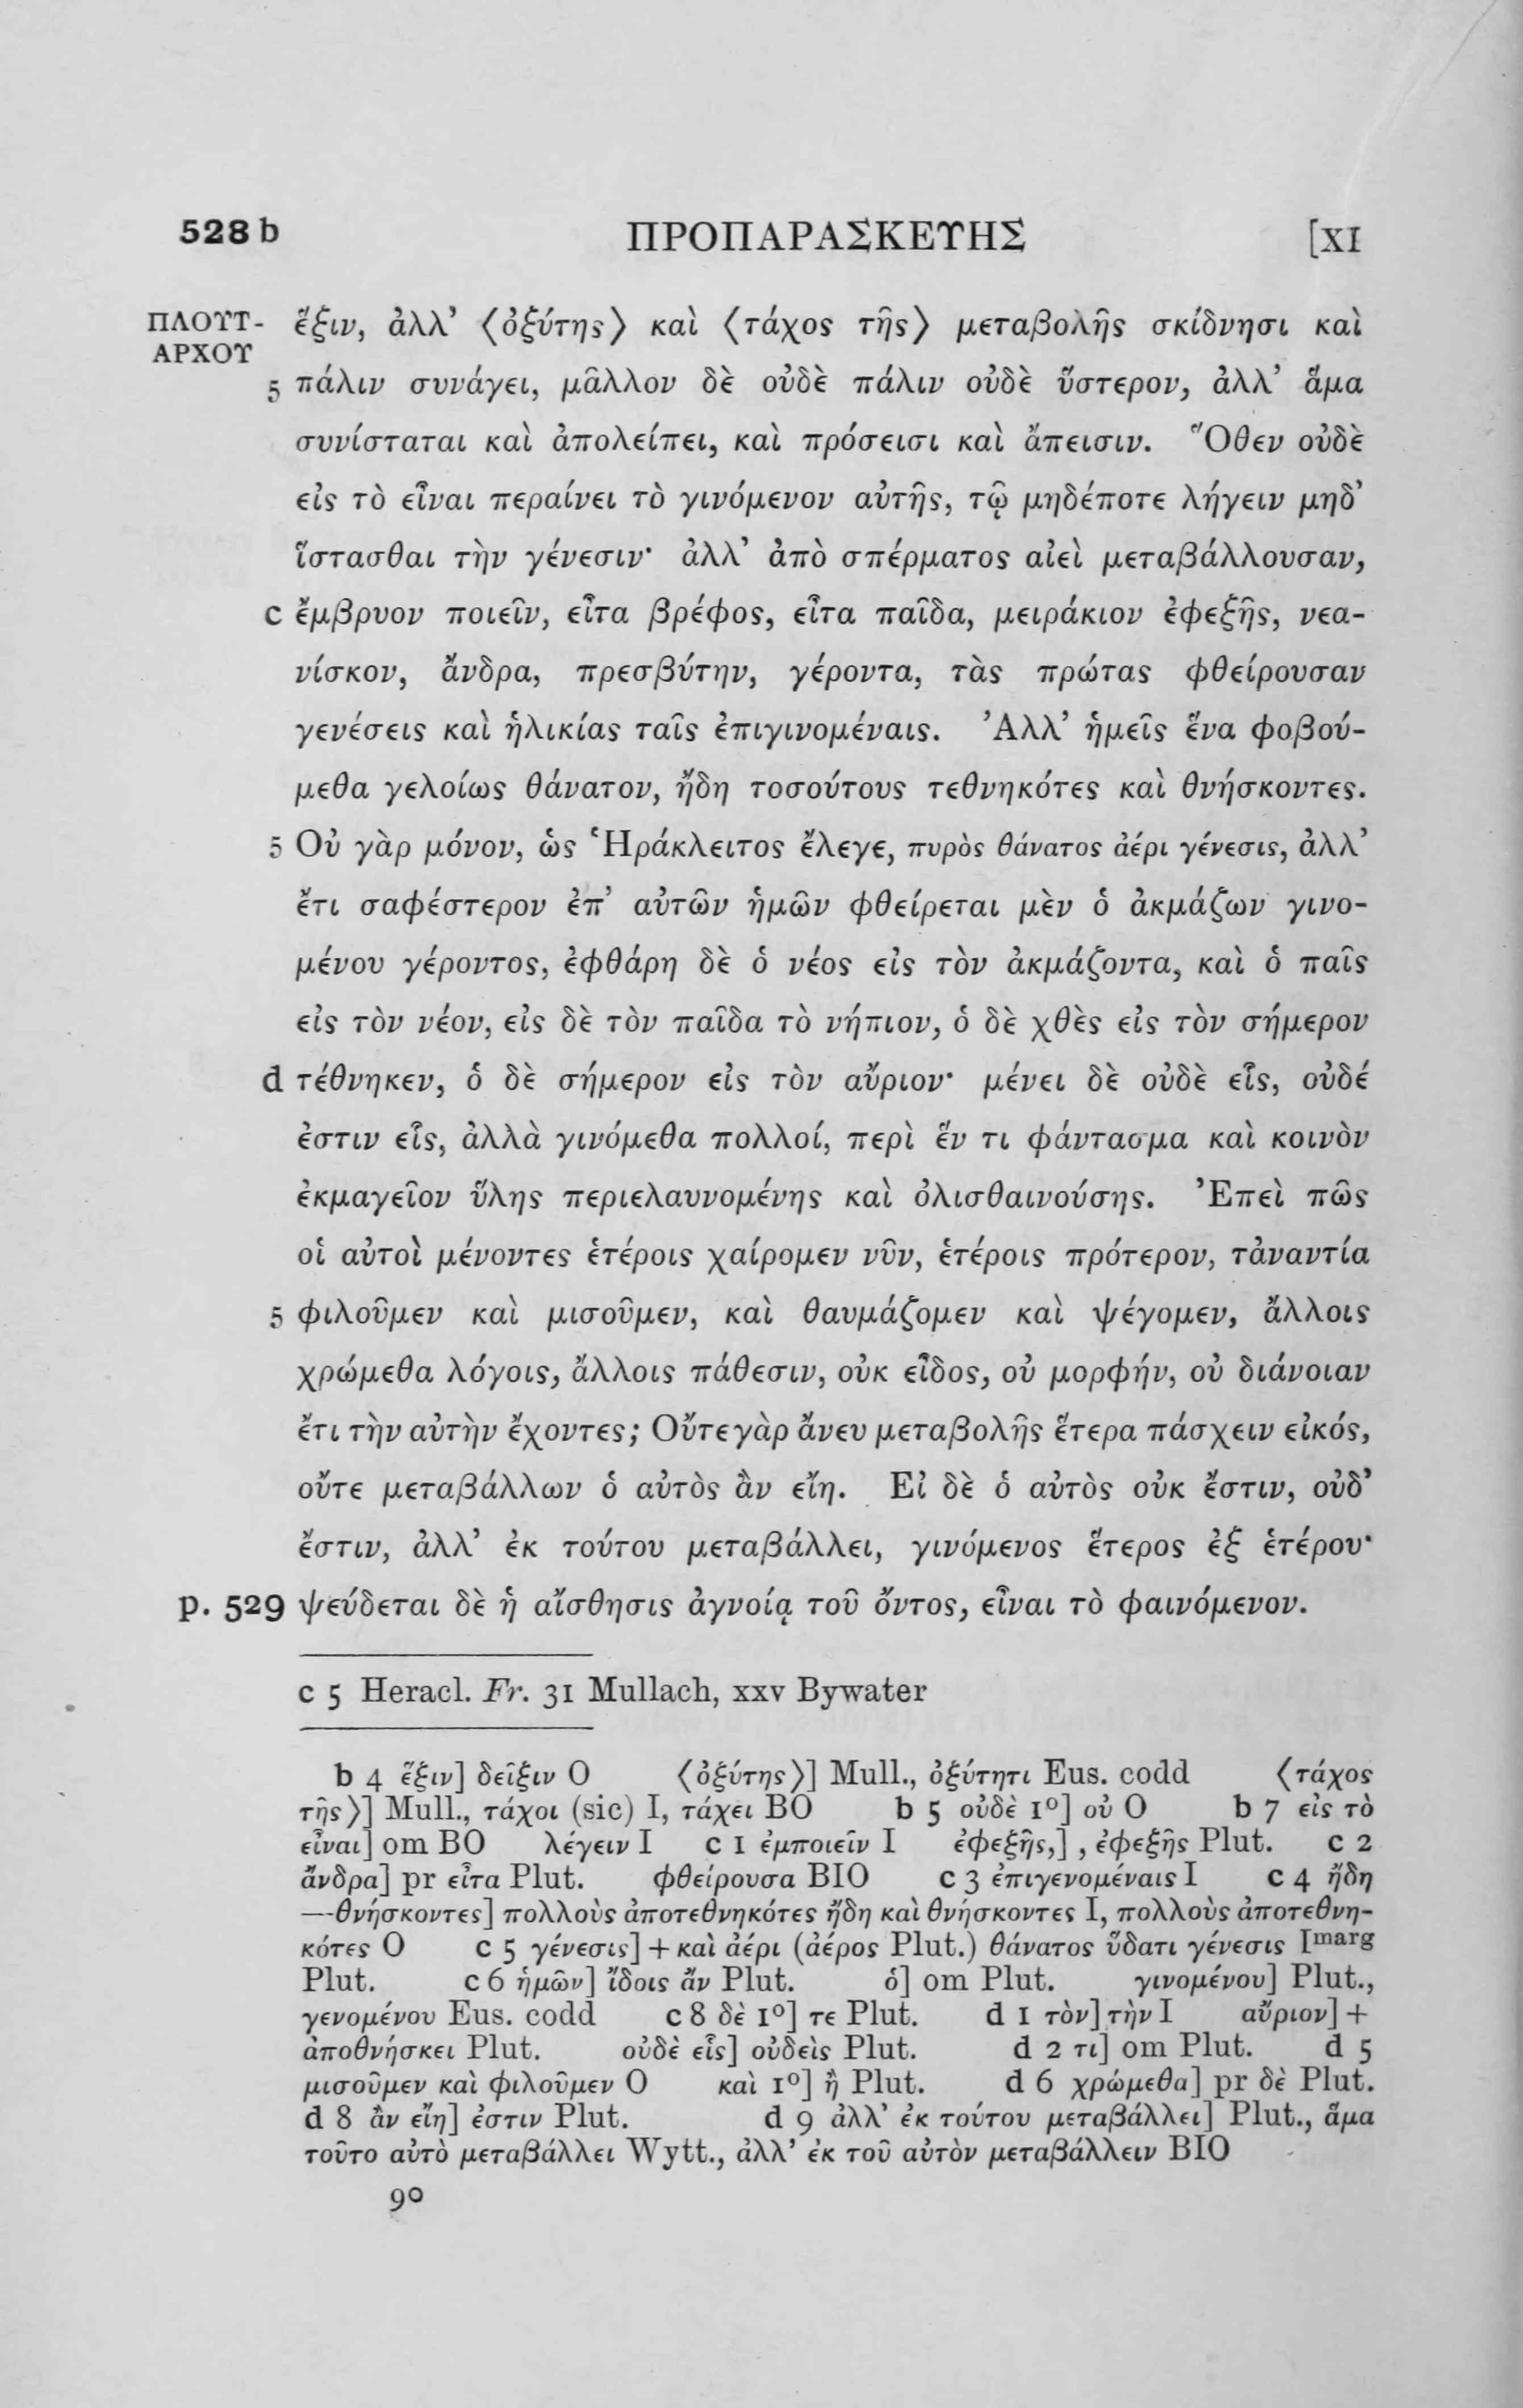 528 b ΠΡΟΠΑΡΑΣΚΕΥΗΣ [XI
ΠΛΟΥΤ- ἕξιν, ἀλλ’ ⟨ὀξύτης⟩ καὶ ⟨τάχος τῆς⟩ μεταβολῆς σκίδνησι καὶ
ΑΡΧΟΥ
5 πάλιν συνάγει, μᾶλλον δὲ οὐδὲ πάλιν οὐδὲ ὕστερον, ἀλλ’ ἅμα
συνίσταται καὶ ἀπολείπει, καὶ πρόσεισι καὶ ἄπεισιν. Ὅθεν οὐδὲ
εἰς τὸ εἶναι περαίνει τὸ γινόμενον αὐτῆς, τῷ μηδέποτε λήγειν μηδ’
ἵστασθαι τὴν γένεσιν· ἀλλ’ ἀπὸ σπέρματος αἰεὶ μεταβάλλουσαν,
c ἔμβρυον ποιεῖν, εἶτα βρέφος, εἶτα παῖδα, μειράκιον ἐφεξῆς, νεα-
νίσκον, ἄνδρα, πρεσβύτην, γέροντα, τὰς πρώτας φθείρουσαν
γενέσεις καὶ ἡλικίας ταῖς ἐπιγινομέναις. Ἀλλ’ ἡμεῖς ἕνα φοβού-
μεθα γελοίως θάνατον, ἤδη τοσούτους τεθνηκότες καὶ θνήσκοντες.
5 Οὐ γὰρ μόνον, ὡς Ἡράκλειτος ἔλεγε, πυρὸς θάνατος ἀέρι γένεσις, ἀλλ’
ἔτι σαφέστερον ἐπ’ αὐτῶν ἡμῶν φθείρεται μὲν ὁ ἀκμάζων γινο-
μένου γέροντος, ἐφθάρη δὲ ὁ νέος εἰς τὸν ἀκμάζοντα, καὶ ὁ παῖς
εἰς τὸν νέον, εἰς δὲ τὸν παῖδα τὸ νήπιον, ὁ δὲ χθὲς εἰς τὸν σήμερον
d τέθνηκεν, ὁ δὲ σήμερον εἰς τὸν αὔριον· μένει δὲ οὐδὲ εἷς, οὐδέ
ἐστιν εἷς, ἀλλὰ γινόμεθα πολλοί, περὶ ἕν τι φάντασμα καὶ κοινὸν
ἐκμαγεῖον ὕλης περιελαυνομένης καὶ ὀλισθαινούσης. Ἐπεὶ πῶς
οἱ αὐτοὶ μένοντες ἑτέροις χαίρομεν νῦν, ἑτέροις πρότερον, τἀναντία
5 φιλοῦμεν καὶ μισοῦμεν, καὶ θαυμάζομεν καὶ ψέγομεν, ἄλλοις
χρώμεθα λόγοις, ἄλλοις πάθεσιν, οὐκ εἶδος, οὐ μορφήν, οὐ διάνοιαν
ἔτι τὴν αὐτὴν ἔχοντες; Οὔτε γὰρ ἄνευ μεταβολῆς ἕτερα πάσχειν εἰκός,
οὔτε μεταβάλλων ὁ αὐτὸς ἂν εἴη. Εἰ δὲ ὁ αὐτὸς οὐκ ἔστιν, οὐδ’
ἔστιν, ἀλλ’ ἐκ τούτου μεταβάλλει, γινόμενος ἕτερος ἐξ ἑτέρου·
p. 529 ψεύδεται δὲ ἡ αἴσθησις ἀγνοίᾳ τοῦ ὄντος, εἶναι τὸ φαινόμενον.
c 5 Heracl. Fr. 31 Mullach, xxv Bywater
b 4 ἕξιν] δεῖξιν O ⟨ὀξύτης⟩] Mull., ὀξύτητι Eus. codd ⟨τάχος
τῆς⟩] Mull., τάχοι (sic) I, τάχει BO b 5 οὐδὲ 1º] οὐ O b 7 εἰς τὸ
εἶναι] om BO λέγειν I c 1 ἐμποιεῖν I ἐφεξῆς,] , ἐφεξῆς Plut. c 2
ἄνδρα] pr εἶτα Plut. φθείρουσα BIO c 3 ἐπιγενομέναις I c 4 ἤδη
—θνήσκοντες] πολλοὺς ἀποτεθνηκότες ἤδη καὶ θνήσκοντες I, πολλοὺς ἀποτεθνη-
κότες O c 5 γένεσις] + καὶ ἀέρι (ἀέρος Plut.) θάνατος ὕδατι γένεσις Iᵐᵃʳᵍ
Plut. c 6 ἡμῶν] ἴδοις ἄν Plut. ὁ] om Plut. γινομένου] Plut.,
γενομένου Eus. codd c 8 δὲ 1º] τε Plut. d 1 τὸν] τὴν I αὔριον] +
ἀποθνήσκει Plut. οὐδὲ εἷς] οὐδεὶς Plut. d 2 τι] om Plut. d 5
μισοῦμεν καὶ φιλοῦμεν O καὶ 1º] ἢ Plut. d 6 χρώμεθα] pr δὲ Plut.
d 8 ἂν εἴη] ἐστιν Plut. d 9 ἀλλ’ ἐκ τούτου μεταβάλλει] Plut., ἅμα
τοῦτο αὐτὸ μεταβάλλει Wytt., ἀλλ’ ἐκ τοῦ αὐτὸν μεταβάλλειν BIO
90